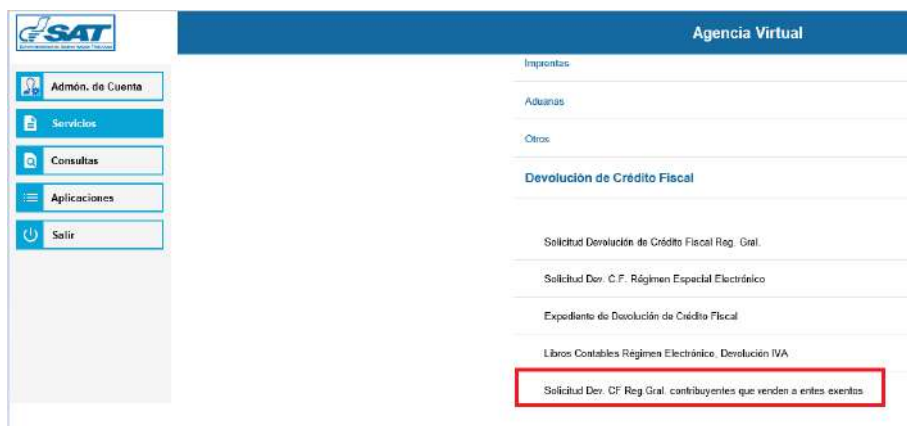 SAT
Agencia Virtual
Admón. de Cuenta
Servicios
Consultas
Aplicaciones
Salir
Imprentas
Aduanas
Otros
Devolución de Crédito Fiscal
Solicitud Devolución de Crédito Fiscal Reg. Gral.
Solicitud Dev. C.F. Régimen Especial Electrónico
Expediente de Devolución de Crédito Fiscal
Libros Contables Régimen Electrónico, Devolución IVA
Solicitud Dev. CF Reg.Gral. contribuyentes que venden a entes exentos